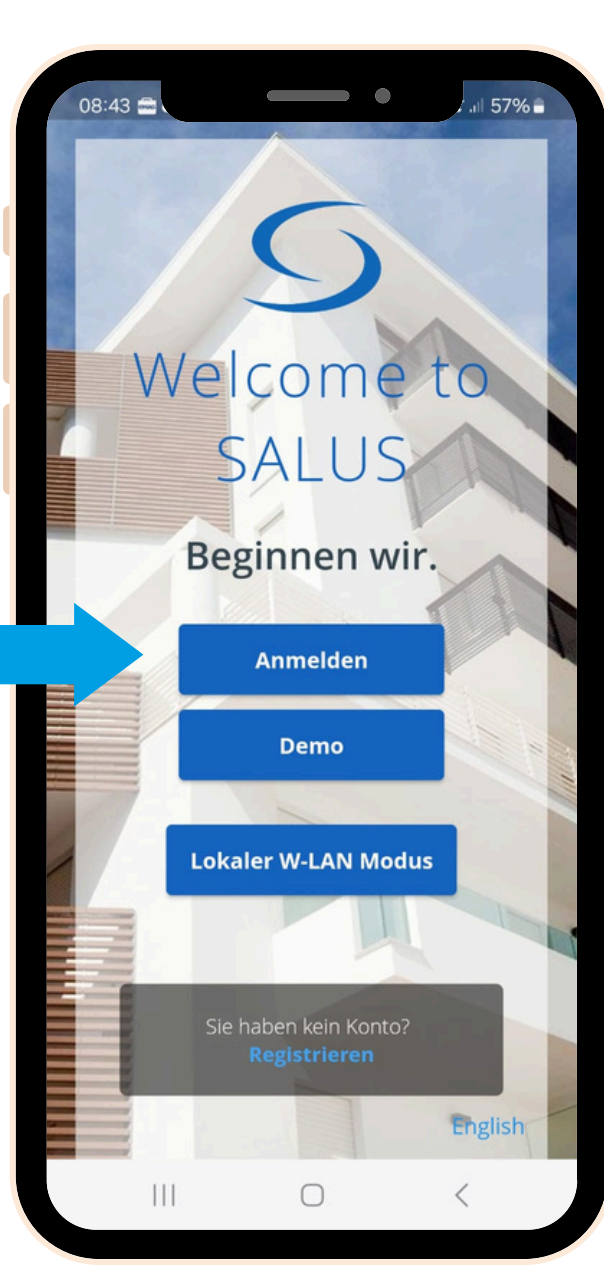 08:43
57%
Welcome to
SALUS
Beginnen wir.
Anmelden
Demo
Lokaler W-LAN Modus
Sie haben kein Konto?
Registrieren
English